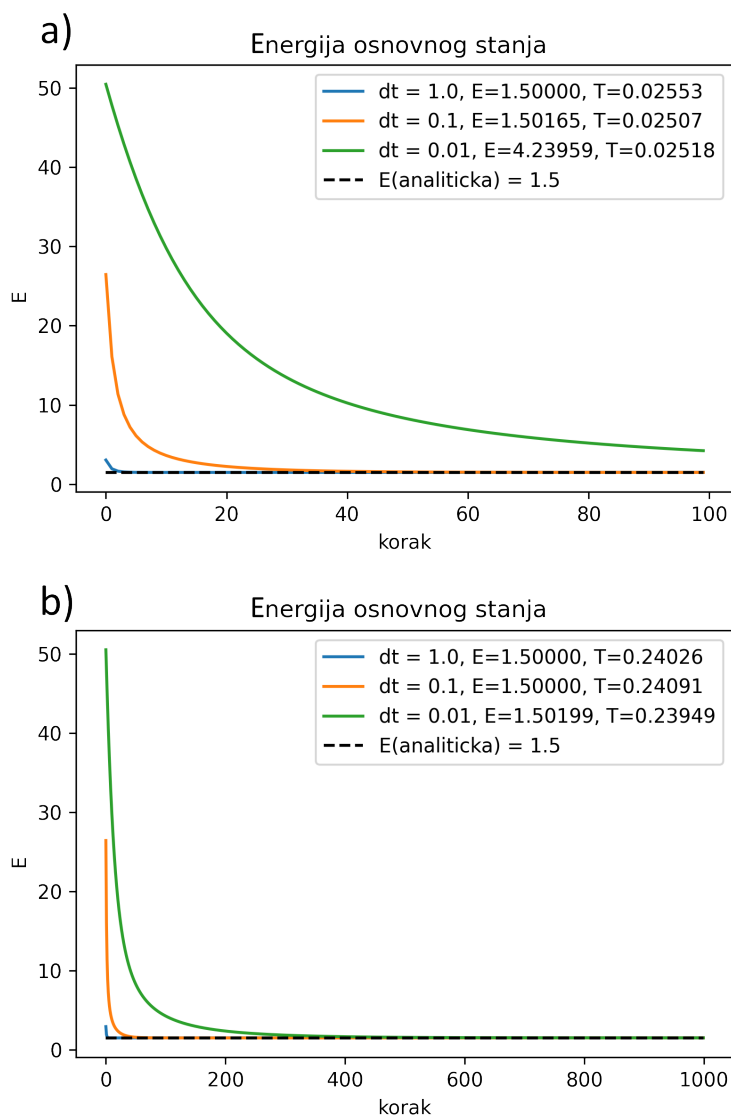 a)
Energija osnovnog stanja
dt = 1.0, E=1.50000, T=0.02553
dt = 0.1, E=1.50165, T=0.02507
dt = 0.01, E=4.23959, T=0.02518
E(analiticka) = 1.5
50
40
30
20
10
0
E
0 20 40 60 80 100
korak
b)
Energija osnovnog stanja
dt = 1.0, E=1.50000, T=0.24026
dt = 0.1, E=1.50000, T=0.24091
dt = 0.01, E=1.50199, T=0.23949
E(analiticka) = 1.5
50
40
30
20
10
0
E
0 200 400 600 800 1000
korak